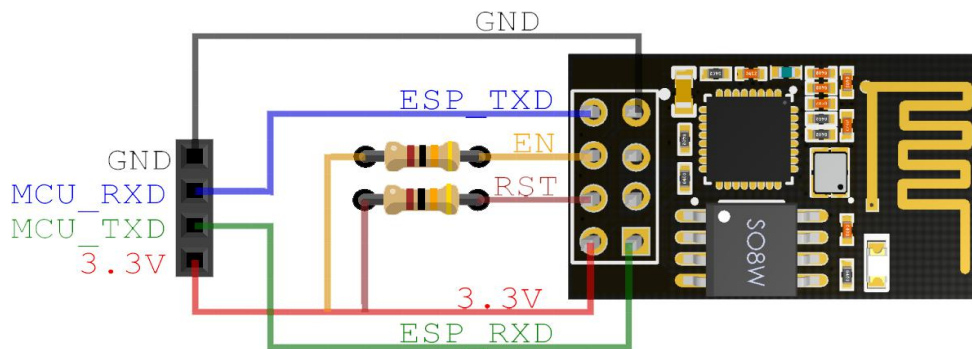 GND
ESP_TXD
GND
EN
MCU_RXD
RST
MCU_TXD
3.3V
3.3V
ESP_RXD
SO8W